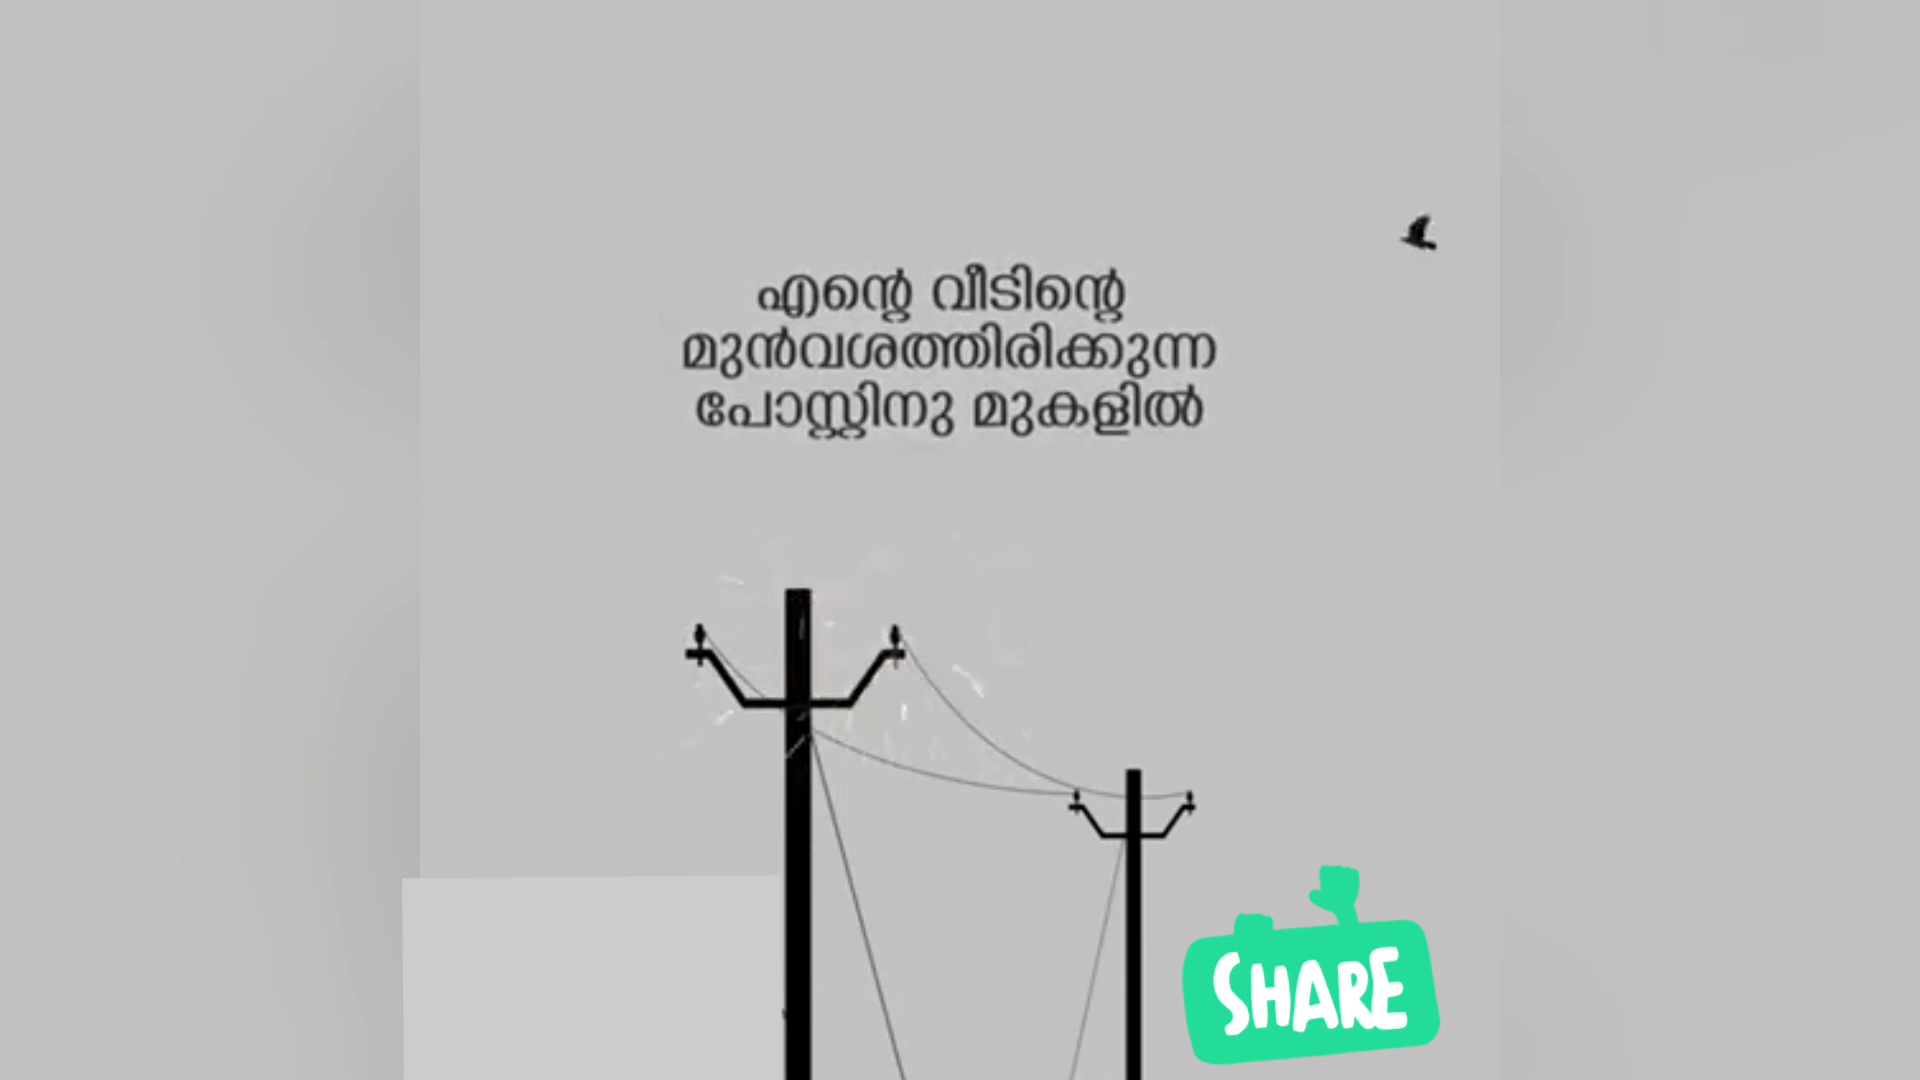 എന്റെ വീടിന്റെ
മുൻവശത്തിരിക്കുന്ന
പോസ്റ്റിനു മുകളിൽ
SHARE